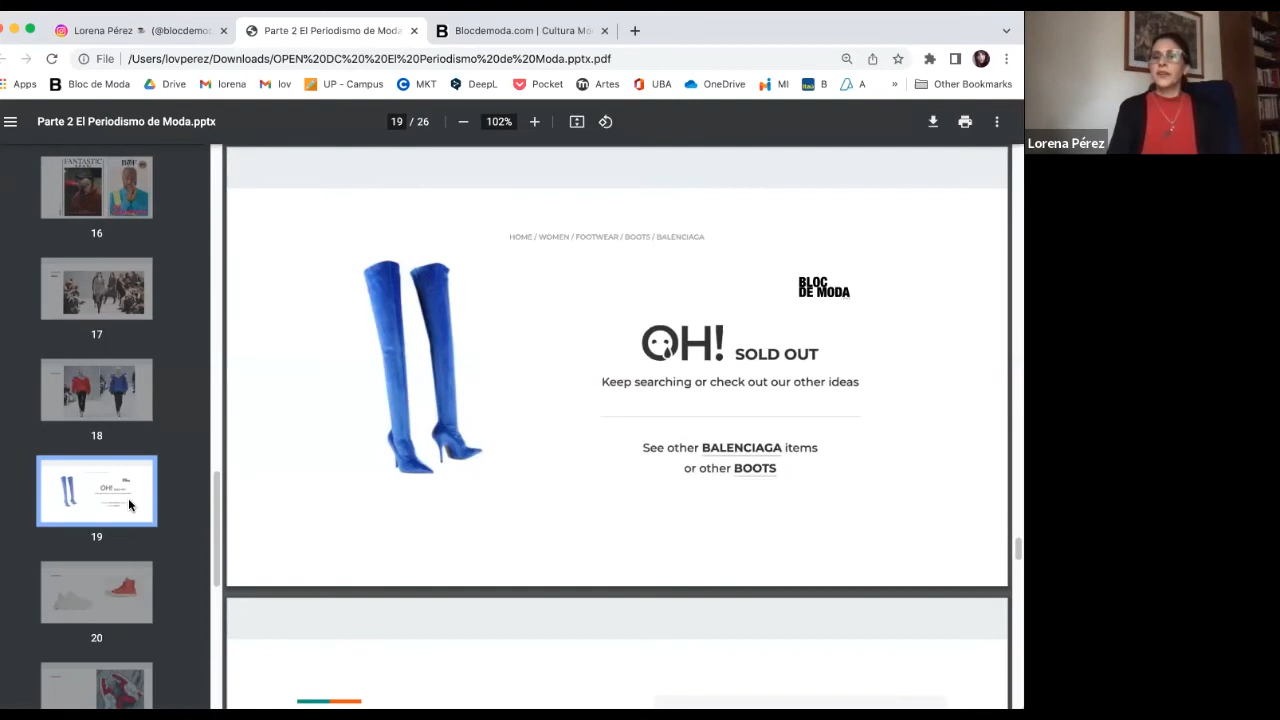 Lorena Pérez (@blocdemo
Parte 2 El Periodismo de Moda
Blocdemoda.com | Cultura Mo
File
/Users/lovperez/Downloads/OPEN%20DC%20%20El%20Periodismo%20de%20Moda.pptx.pdf
Apps
Bloc de Moda
Drive
lorena
lov
UP - Campus
MKT
DeepL
Pocket
Artes
UBA
OneDrive
MI
B
A
»
Other Bookmarks
Parte 2 El Periodismo de Moda.pptx
19 / 26
102%
FANTASTIC MAN
BOF
16
17
18
19
20
HOME / WOMEN / FOOTWEAR / BOOTS / BALENCIAGA
BLOC
DE MODA
OH! SOLD OUT
Keep searching or check out our other ideas
See other BALENCIAGA items
or other BOOTS
Lorena Pérez